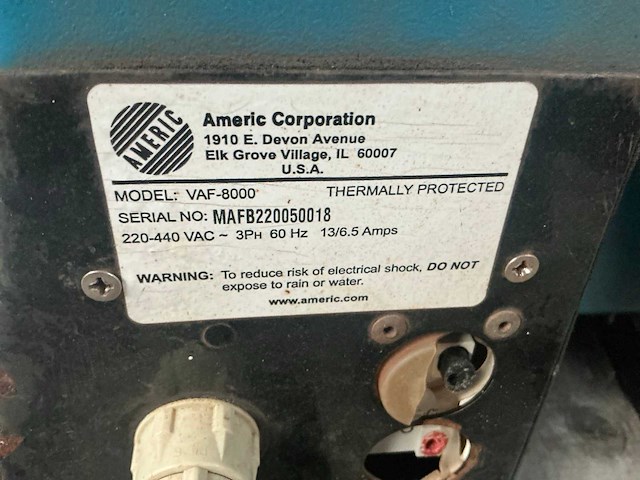 AMERIC
Americ Corporation
1910 E. Devon Avenue
Elk Grove Village, IL 60007
U.S.A.
MODEL: VAF-8000 THERMALLY PROTECTED
SERIAL NO: MAFB220050018
220-440 VAC ~ 3PH 60 Hz 13/6.5 Amps
WARNING: To reduce risk of electrical shock, DO NOT
expose to rain or water.
www.americ.com